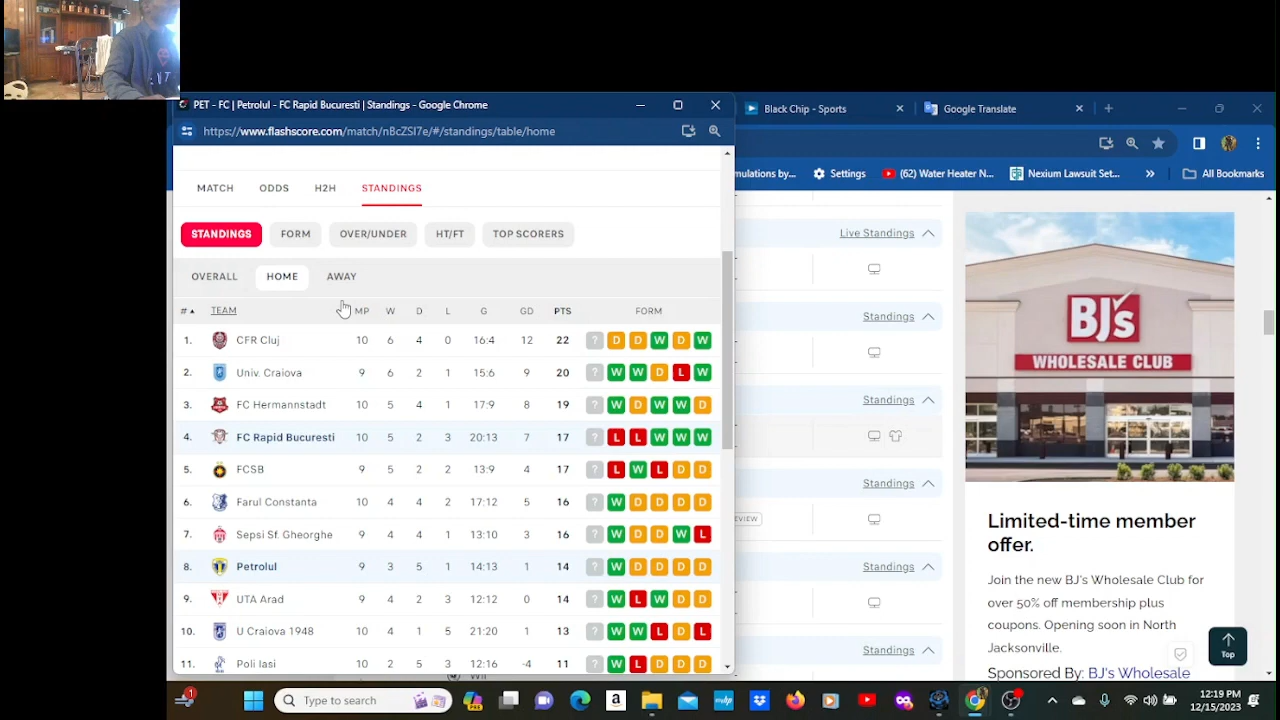 PET - FC | Petrolul - FC Rapid Bucuresti | Standings - Google Chrome
Black Chip - Sports
Google Translate
https://www.flashscore.com/match/n8cZSl7e/#/standings/table/home
mulations by...
Settings
(62) Water Heater N...
Nexium Lawsuit Set...
»
All Bookmarks
MATCH ODDS H2H STANDINGS
STANDINGS FORM OVER/UNDER HT/FT TOP SCORERS
OVERALL HOME AWAY
# TEAM MP W D L G GD PTS FORM
1. CFR Cluj 10 6 4 0 16:4 12 22 ? D D W D W
2. Univ. Craiova 9 6 2 1 15:6 9 20 ? W W D L W
3. FC Hermannstadt 10 5 4 1 17:9 8 19 ? W D W W D
4. FC Rapid Bucuresti 10 5 2 3 20:13 7 17 ? L L W W W
5. FCSB 9 5 2 2 13:9 4 17 ? L W L D D
6. Farul Constanta 10 4 4 2 17:12 5 16 ? W D D D D
7. Sepsi Sf. Gheorghe 9 4 4 1 13:10 3 16 ? W D D W L
8. Petrolul 9 3 5 1 14:13 1 14 ? W D D D D
9. UTA Arad 9 4 2 3 12:12 0 14 ? W L W D D
10. U Craiova 1948 10 4 1 5 21:20 1 13 ? W W L D L
11. Poli Iasi 10 2 5 3 12:16 -4 11 ? W L D D D
Live Standings
Standings
Standings
Standings
EVIEW
Standings
Standings
BJ's
WHOLESALE CLUB
Limited-time member
offer.
Join the new BJ's Wholesale Club for
over 50% off membership plus
coupons. Opening soon in North
Jacksonville.
Sponsored By: BJ's Wholesale
Top
1
Type to search
12:19 PM
12/15/2023